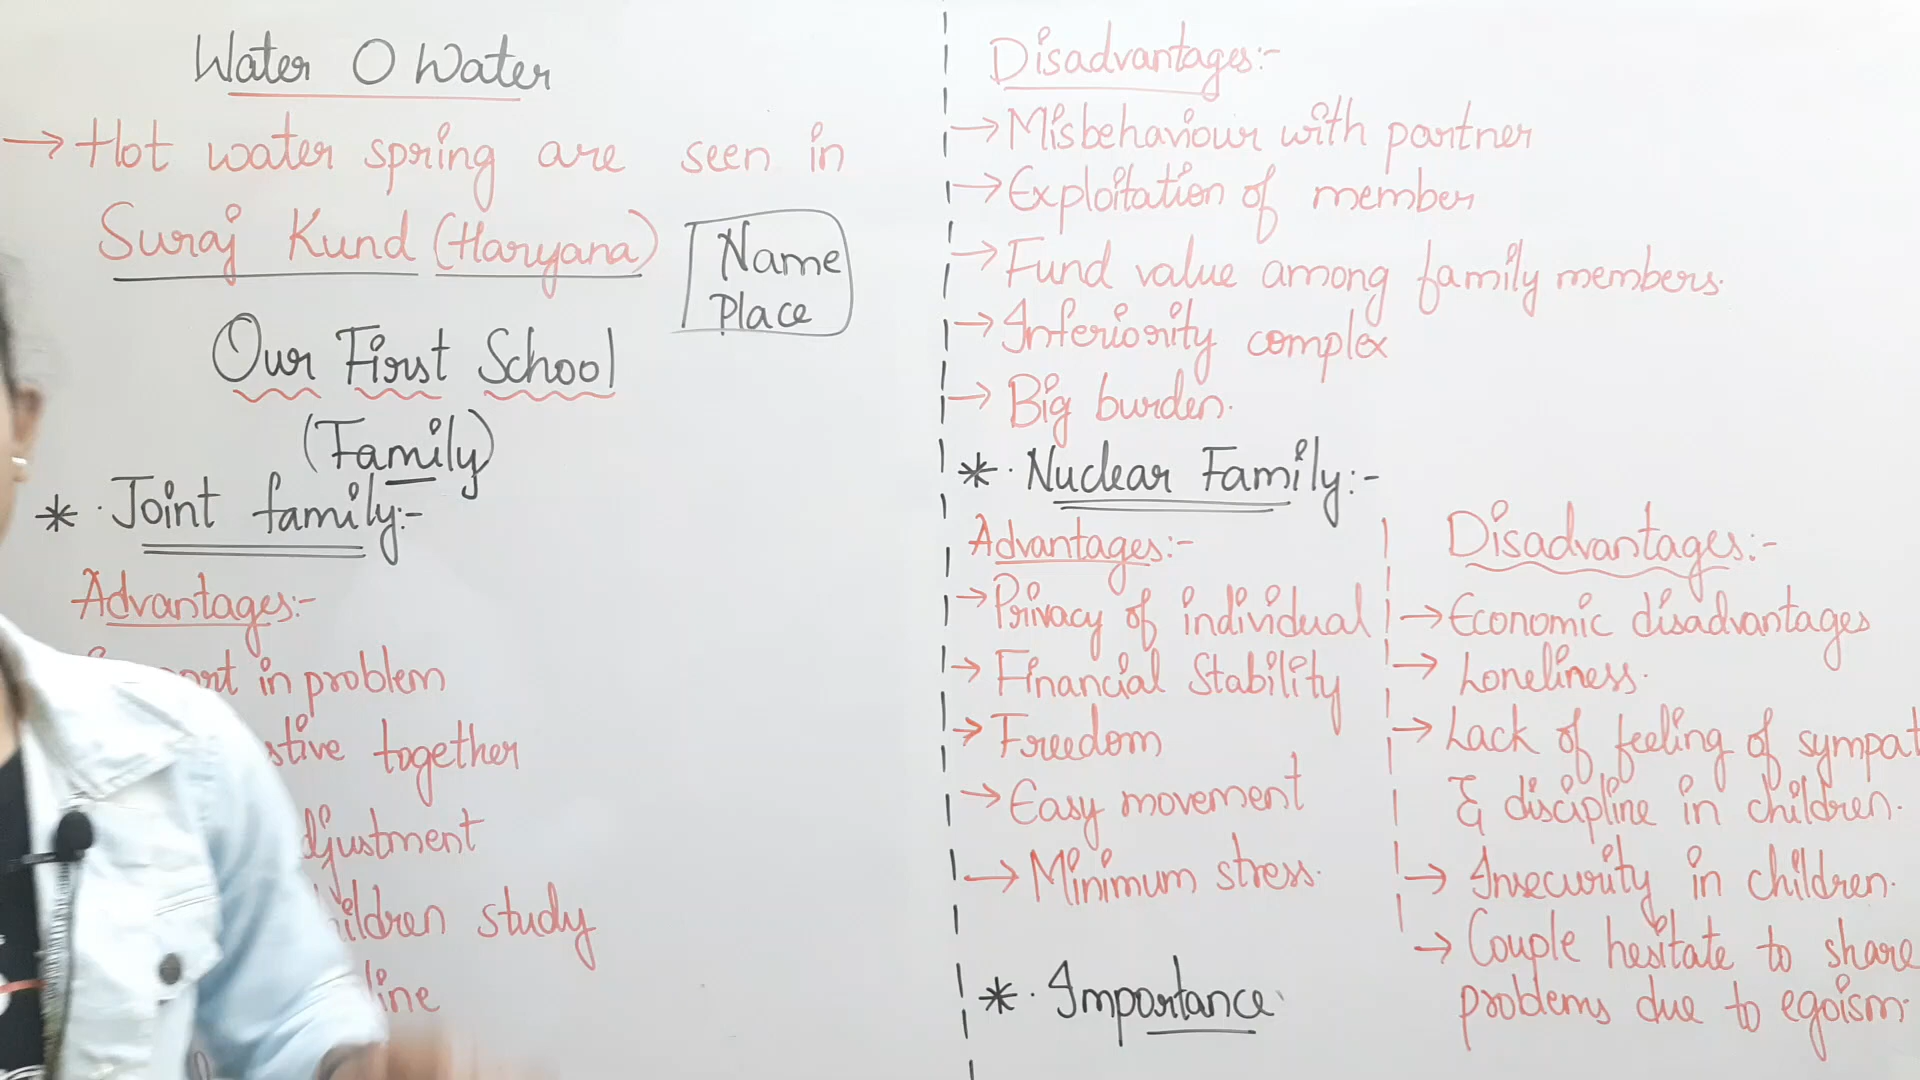 Water O Water
→ Hot water spring are seen in
Suraj Kund (Haryana)
Name
Place
Our First School
(Family)
* Joint family:-
Advantages:-
in problem
together
study
Disadvantages:-
→ Misbehaviour with partner
→ Exploitation of member
→ Fund value among family members.
→ Inferiority complex
→ Big burden.
* Nuclear Family:-
Advantages:-
→ Privacy of individual
→ Financial Stability
→ Freedom
→ Easy movement
→ Minimum stress.
Disadvantages:-
→ Economic disadvantages
→ Loneliness.
→ Lack of feeling of sympat
& discipline in children.
→ Insecurity in children.
→ Couple hesitate to share
problems due to egoism.
* Importance